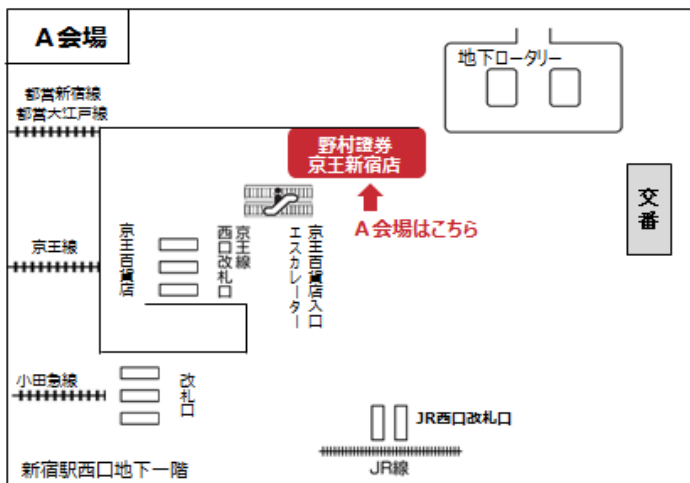 A会場
地下ロータリー
都営新宿線
都営大江戸線
野村證券
京王新宿店
交番
A会場はこちら
京王線
京王百貨店
京王線
西口改札口
京王百貨店入口
エスカレーター
小田急線
改札口
JR西口改札口
JR線
新宿駅西口地下一階